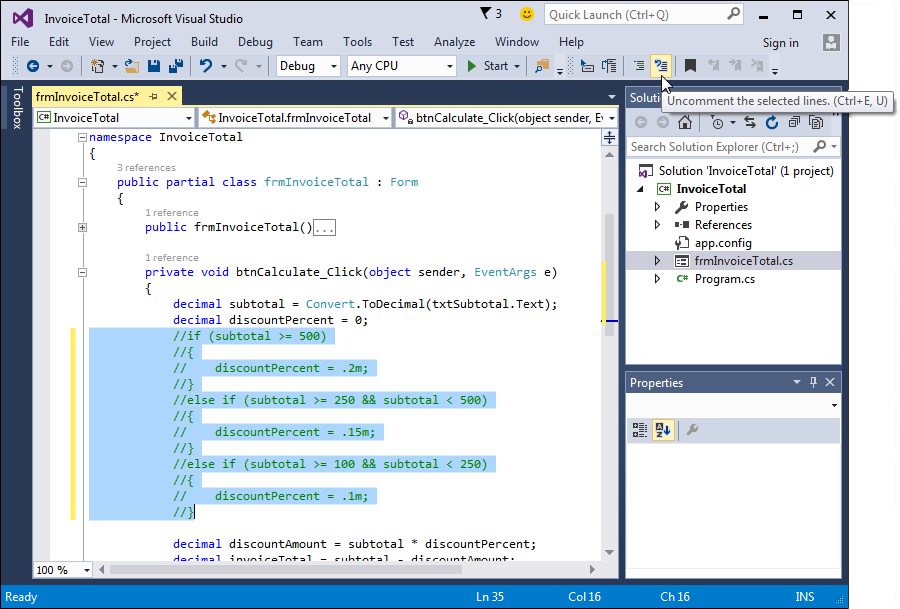 InvoiceTotal - Microsoft Visual Studio
3
Quick Launch (Ctrl+Q)
File Edit View Project Build Debug Team Tools Test Analyze Window Help
Sign in
Debug Any CPU Start
Uncomment the selected lines. (Ctrl+E, U)
Toolbox
frmInvoiceTotal.cs*
C# InvoiceTotal InvoiceTotal.frmInvoiceTotal btnCalculate_Click(object sender, Ev
namespace InvoiceTotal
{
3 references
public partial class frmInvoiceTotal : Form
{
1 reference
public frmInvoiceTotal()...
1 reference
private void btnCalculate_Click(object sender, EventArgs e)
{
decimal subtotal = Convert.ToDecimal(txtSubtotal.Text);
decimal discountPercent = 0;
//if (subtotal >= 500)
//{
//    discountPercent = .2m;
//}
//else if (subtotal >= 250 && subtotal < 500)
//{
//    discountPercent = .15m;
//}
//else if (subtotal >= 100 && subtotal < 250)
//{
//    discountPercent = .1m;
//}
decimal discountAmount = subtotal * discountPercent;
decimal invoiceTotal = subtotal - discountAmount;
100 %
Soluti
Search Solution Explorer (Ctrl+;)
Solution 'InvoiceTotal' (1 project)
C# InvoiceTotal
Properties
References
app.config
frmInvoiceTotal.cs
C# Program.cs
Properties
Ready Ln 35 Col 16 Ch 16 INS